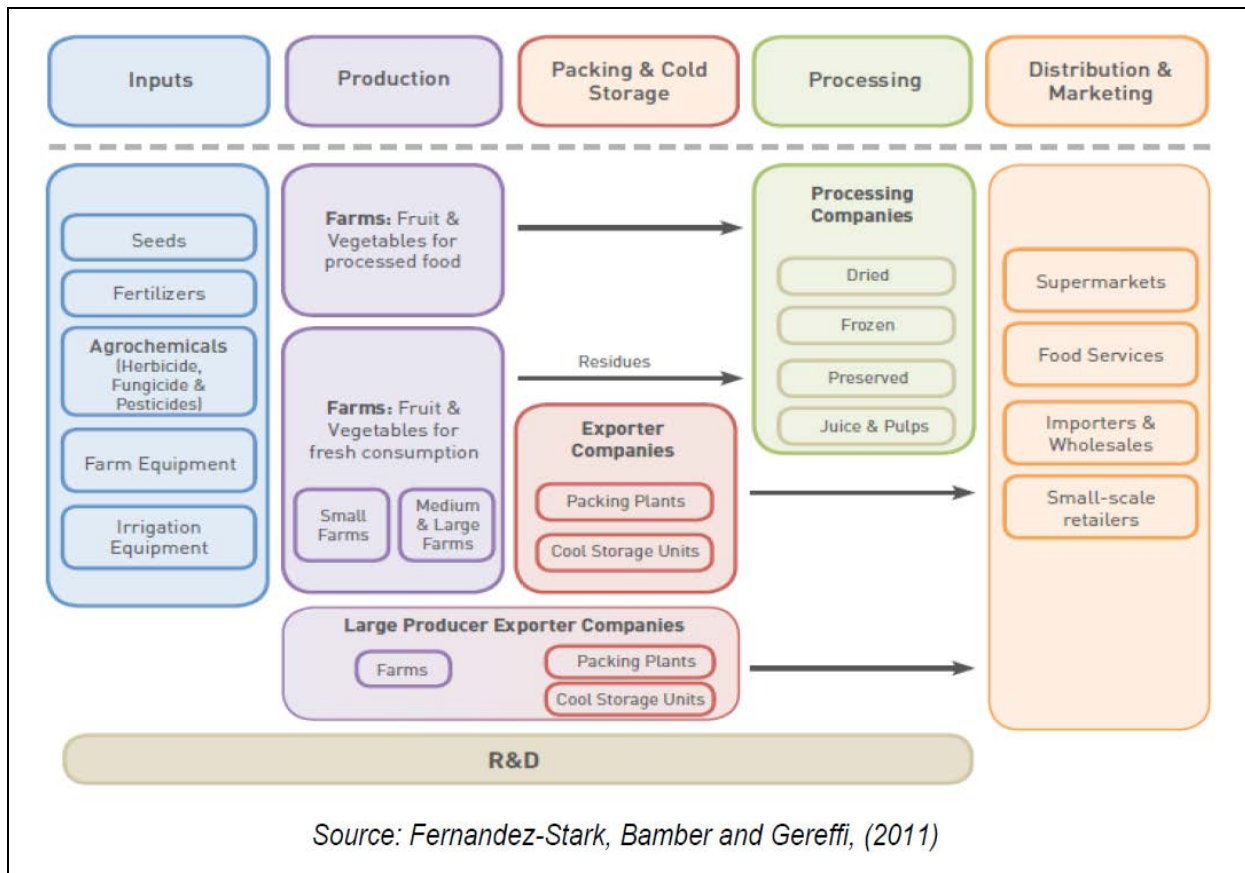 Inputs
Production
Packing & Cold
Storage
Processing
Distribution &
Marketing
Seeds
Fertilizers
Agrochemicals
(Herbicide,
Fungicide &
Pesticides)
Farm Equipment
Irrigation
Equipment
Farms: Fruit &
Vegetables for
processed food
Farms: Fruit &
Vegetables for
fresh consumption
Small
Farms
Medium
& Large
Farms
Residues
Exporter
Companies
Packing Plants
Cool Storage Units
Large Producer Exporter Companies
Farms
Packing Plants
Cool Storage Units
Processing
Companies
Dried
Frozen
Preserved
Juice & Pulps
Supermarkets
Food Services
Importers &
Wholesales
Small-scale
retailers
R&D
Source: Fernandez-Stark, Bamber and Gereffi, (2011)